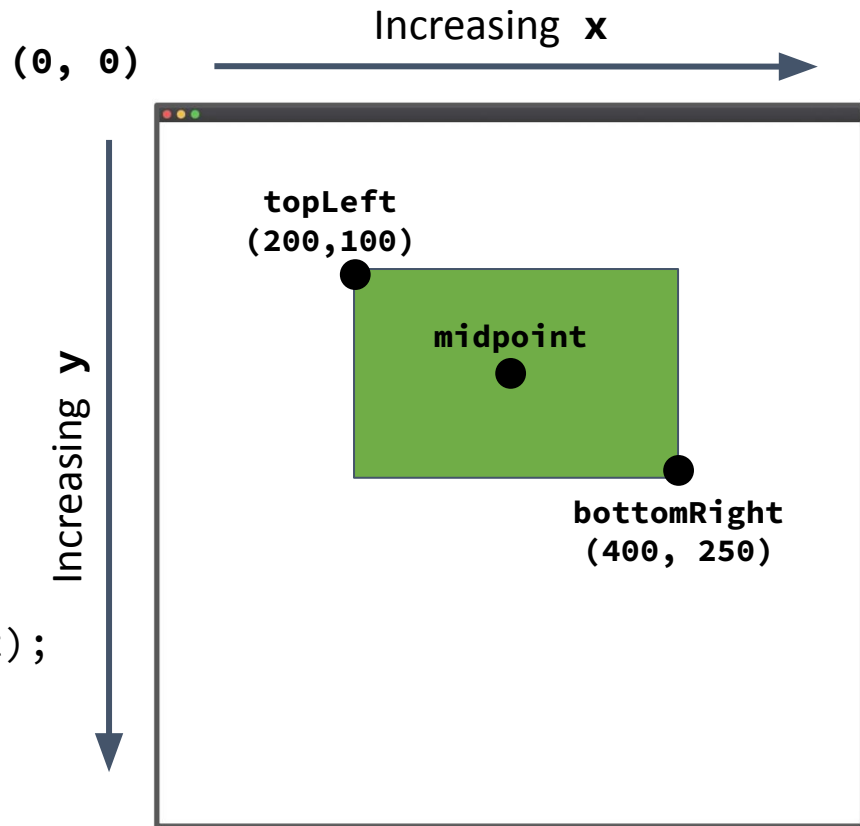 Increasing x
(0, 0)
topLeft
(200,100)
midpoint
Increasing y
bottomRight
(400, 250)
);